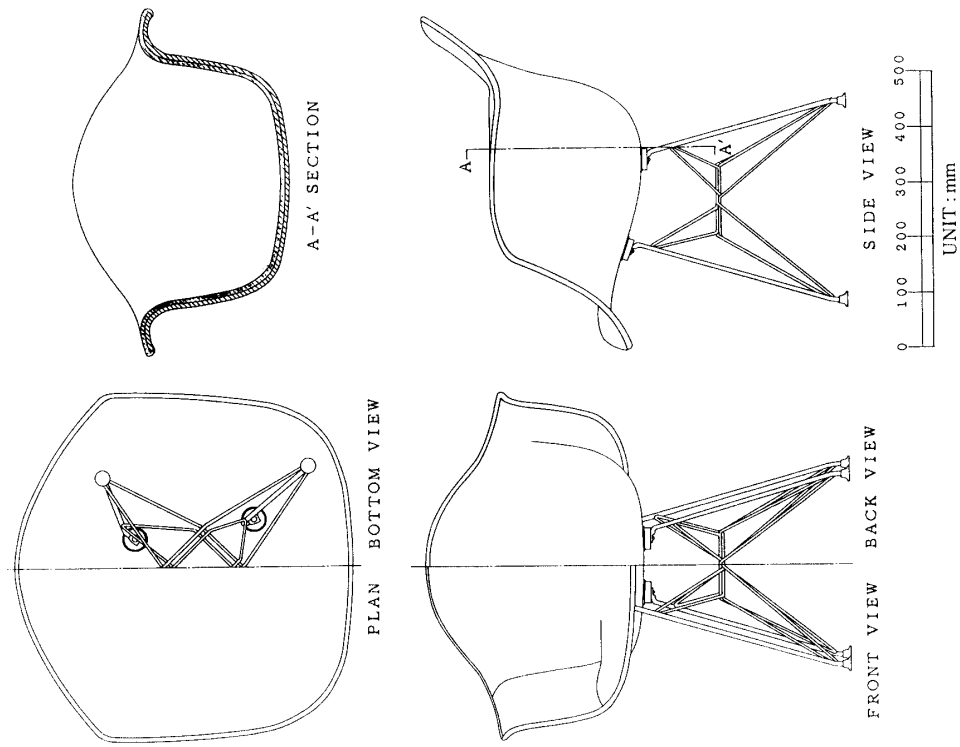 A-A' SECTION
A
A'
SIDE VIEW
0 100 200 300 400 500
UNIT : mm
PLAN BOTTOM VIEW
FRONT VIEW BACK VIEW